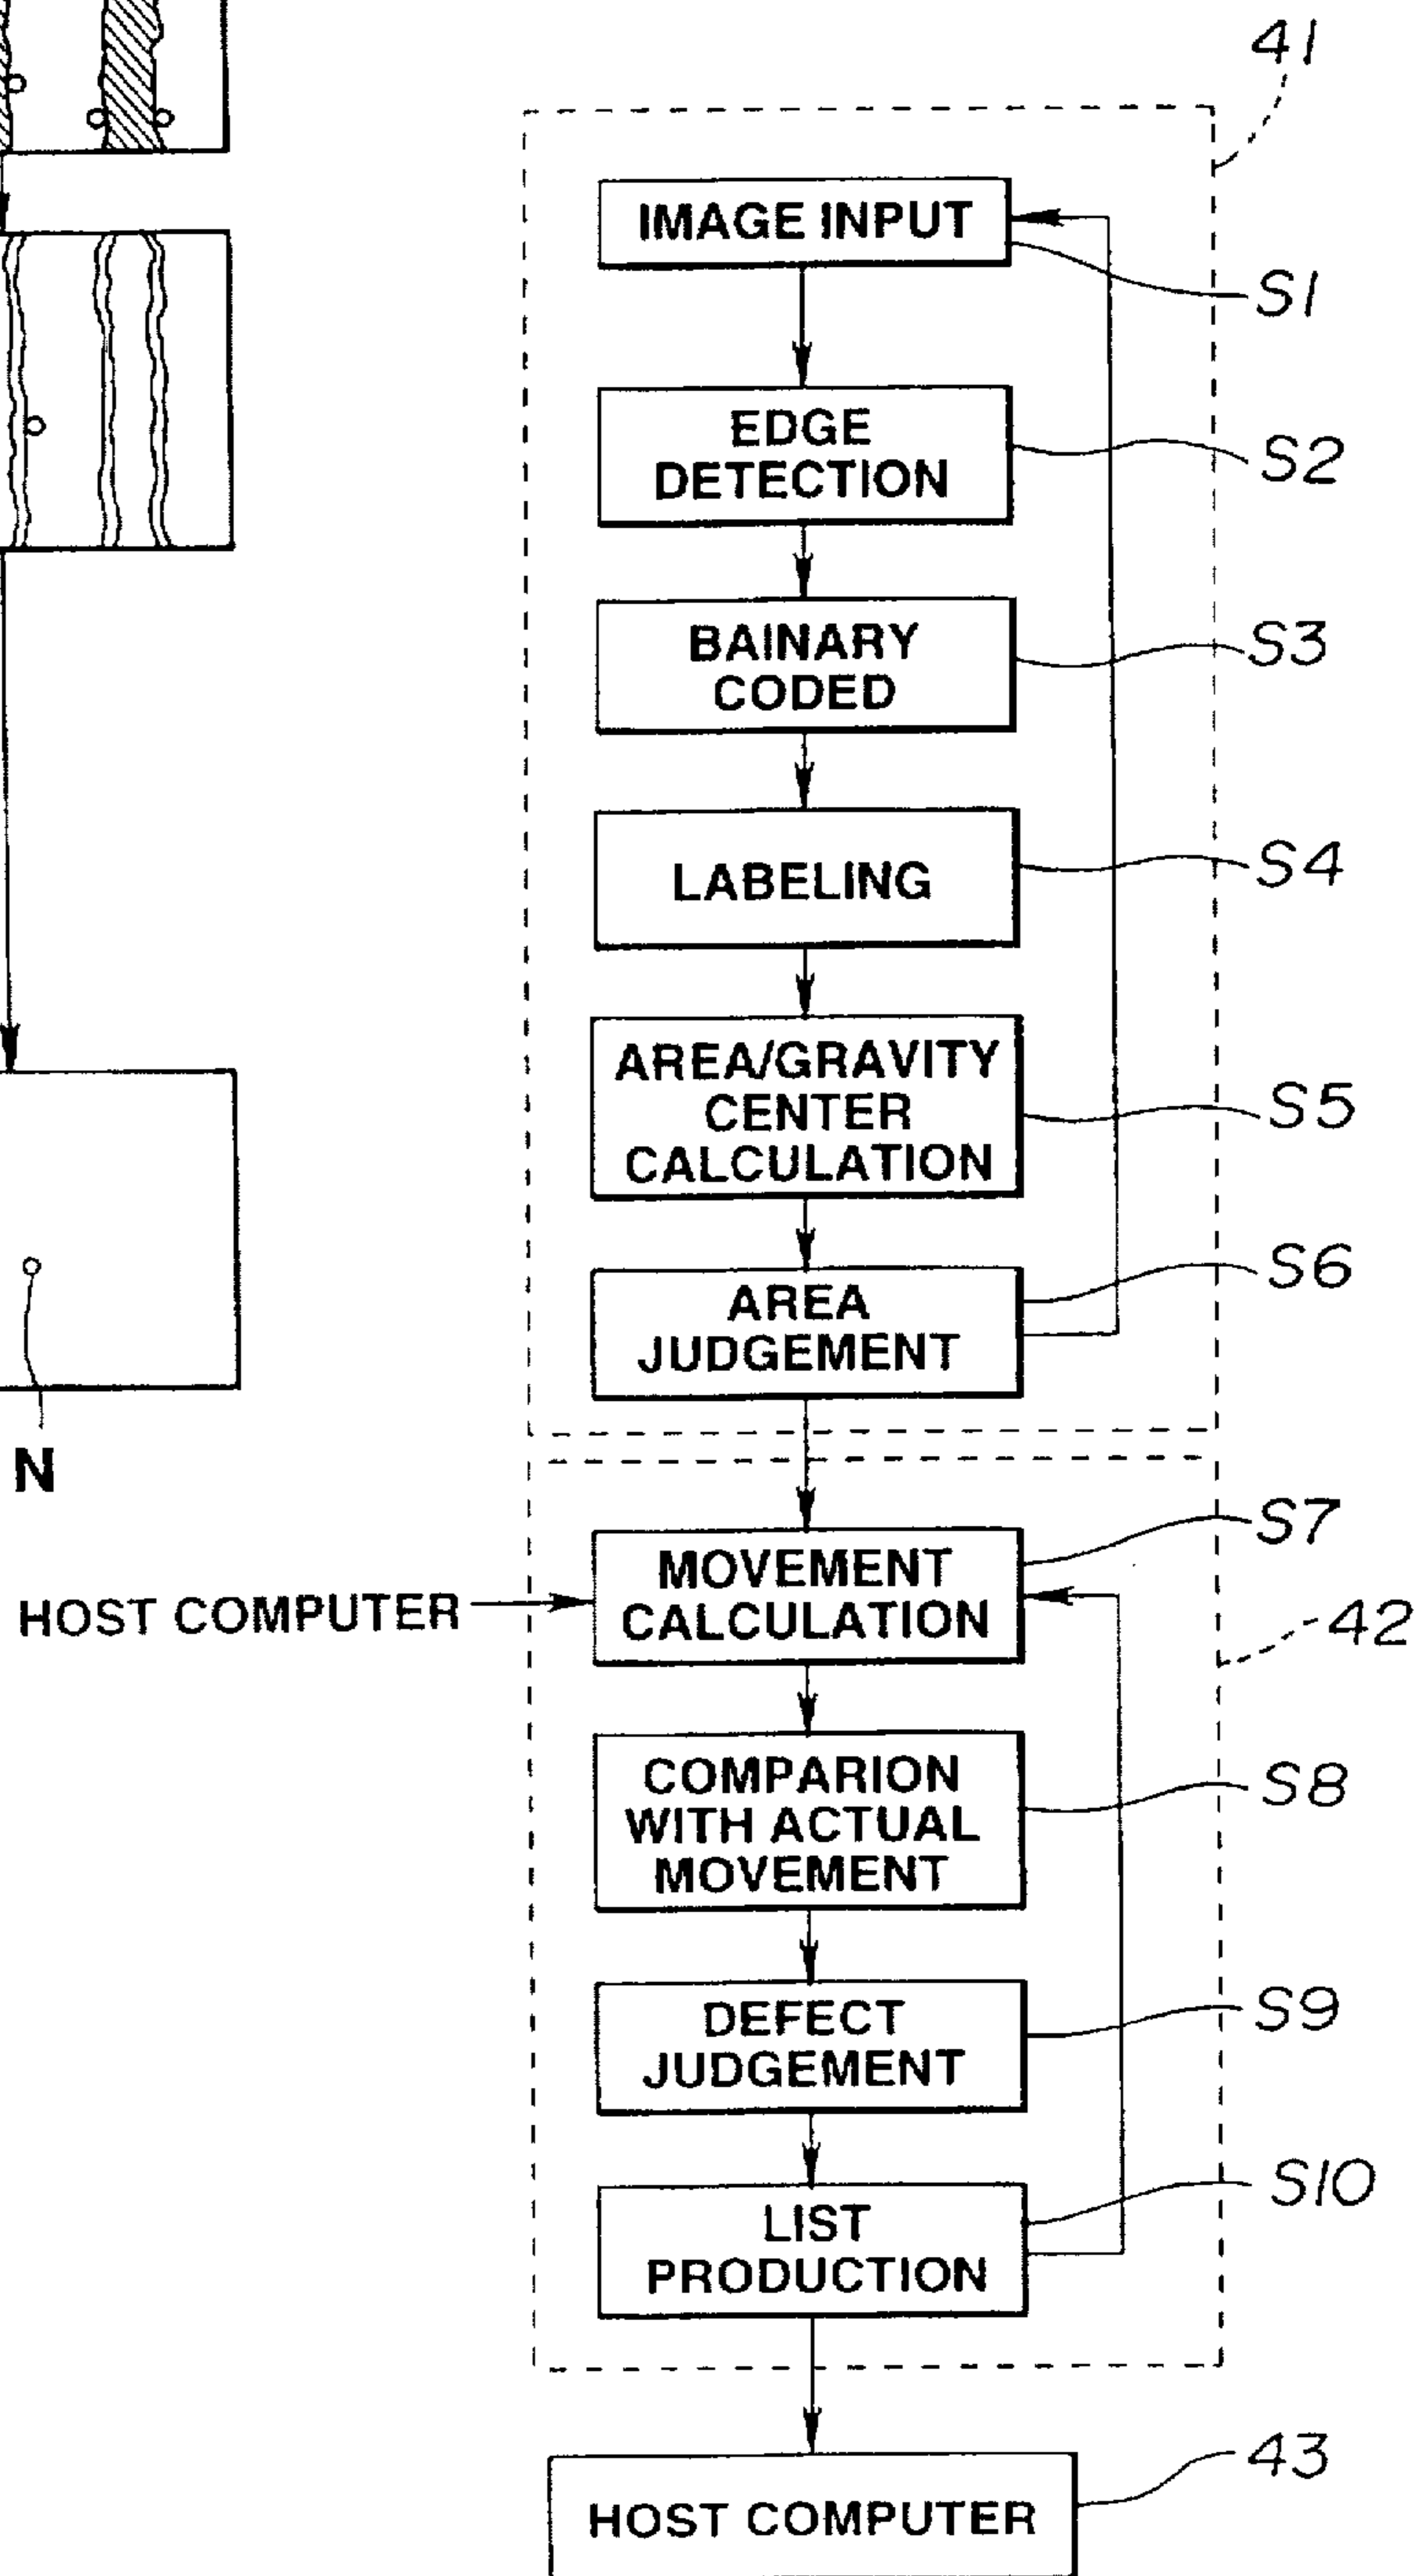 41
IMAGE INPUT
S1
EDGE
DETECTION
S2
BAINARY
CODED
S3
LABELING
S4
AREA/GRAVITY
CENTER
CALCULATION
S5
AREA
JUDGEMENT
S6
N
MOVEMENT
CALCULATION
S7
HOST COMPUTER
42
COMPARION
WITH ACTUAL
MOVEMENT
S8
DEFECT
JUDGEMENT
S9
LIST
PRODUCTION
S10
43
HOST COMPUTER